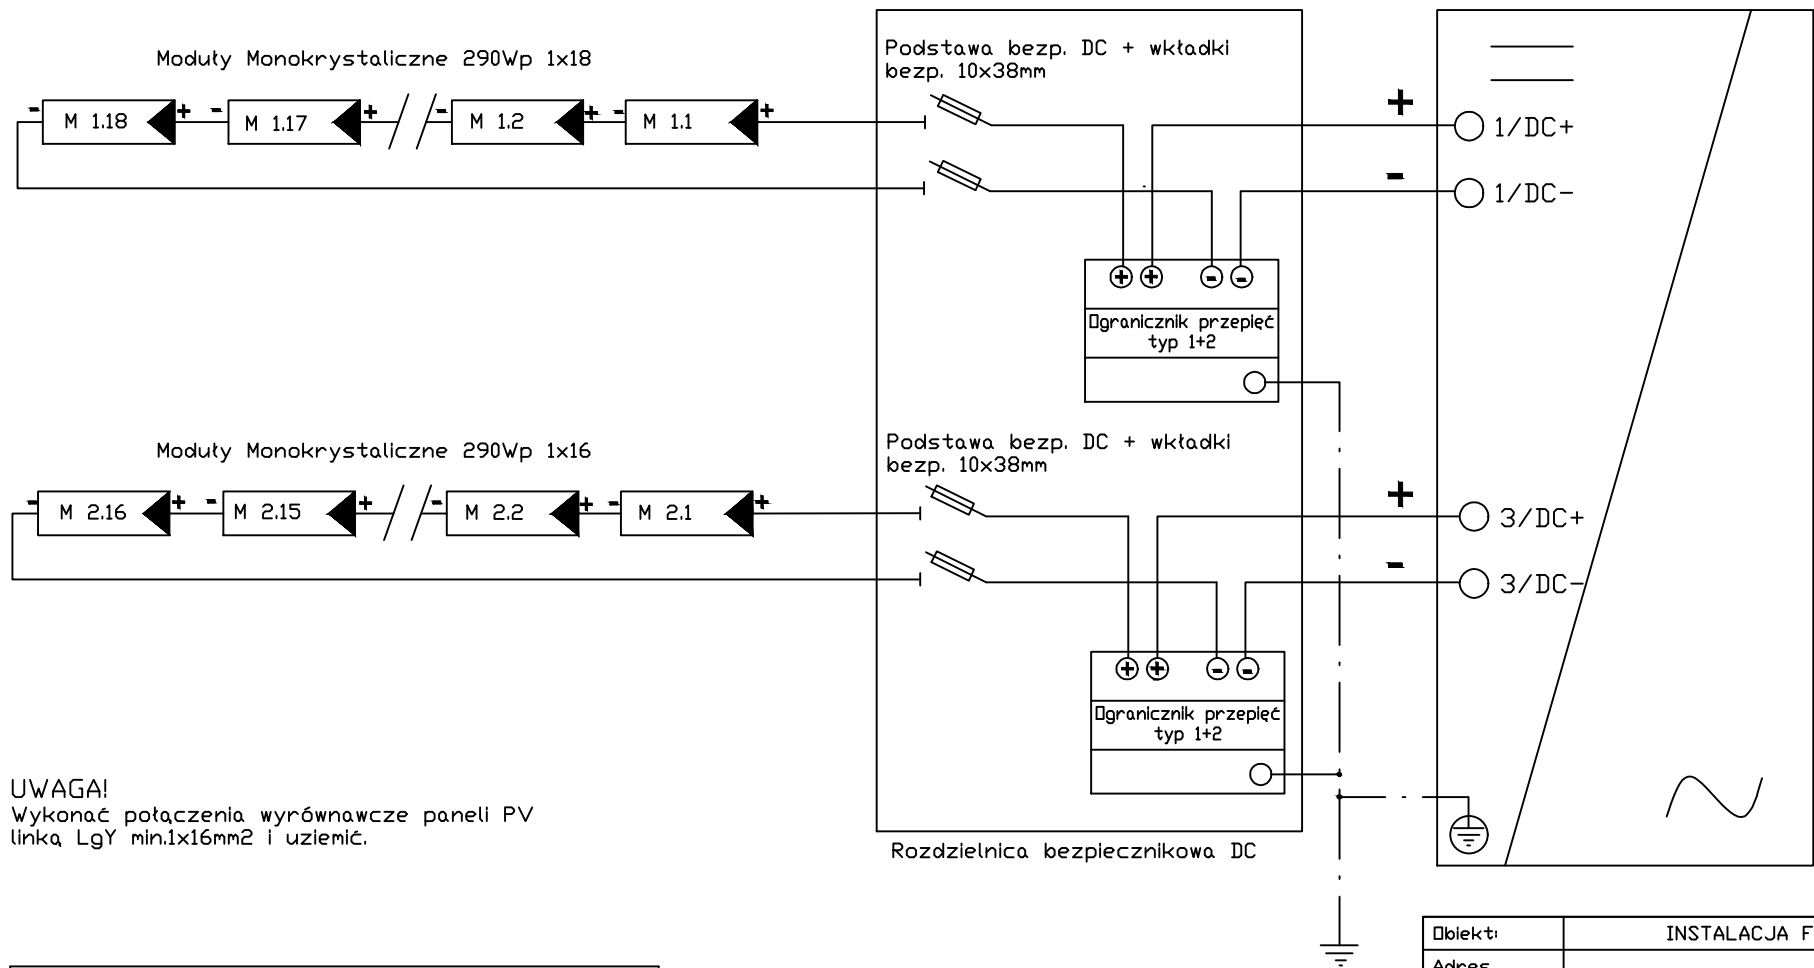 Moduły Monokrystaliczne 290Wp 1x18
- M 1.18 + - M 1.17 + - M 1.2 + - M 1.1 +
Podstawa bezp. DC + wkładki
bezp. 10x38mm
+
1/DC+
-
1/DC-
+ + - -
Ogranicznik przepięć
typ 1+2
Moduły Monokrystaliczne 290Wp 1x16
- M 2.16 + - M 2.15 + - M 2.2 + - M 2.1 +
Podstawa bezp. DC + wkładki
bezp. 10x38mm
+
3/DC+
-
3/DC-
+ + - -
Ogranicznik przepięć
typ 1+2
UWAGA!
Wykonać połączenia wyrównawcze paneli PV
linką LgY min.1x16mm2 i uziemić.
Rozdzielnica bezpiecznikowa DC
Obiekt: INSTALACJA F
Adres